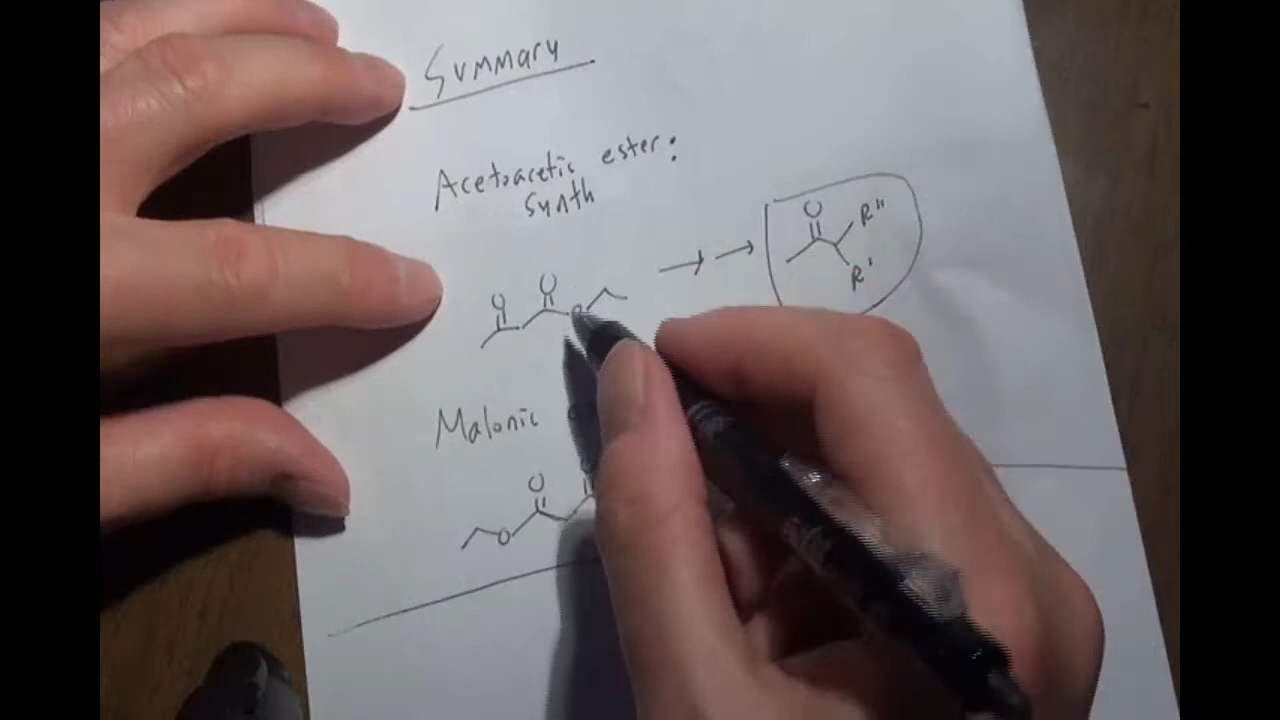 Summary
Acetoacetic ester:
synth
O O O
O R" R'
Malonic
O O